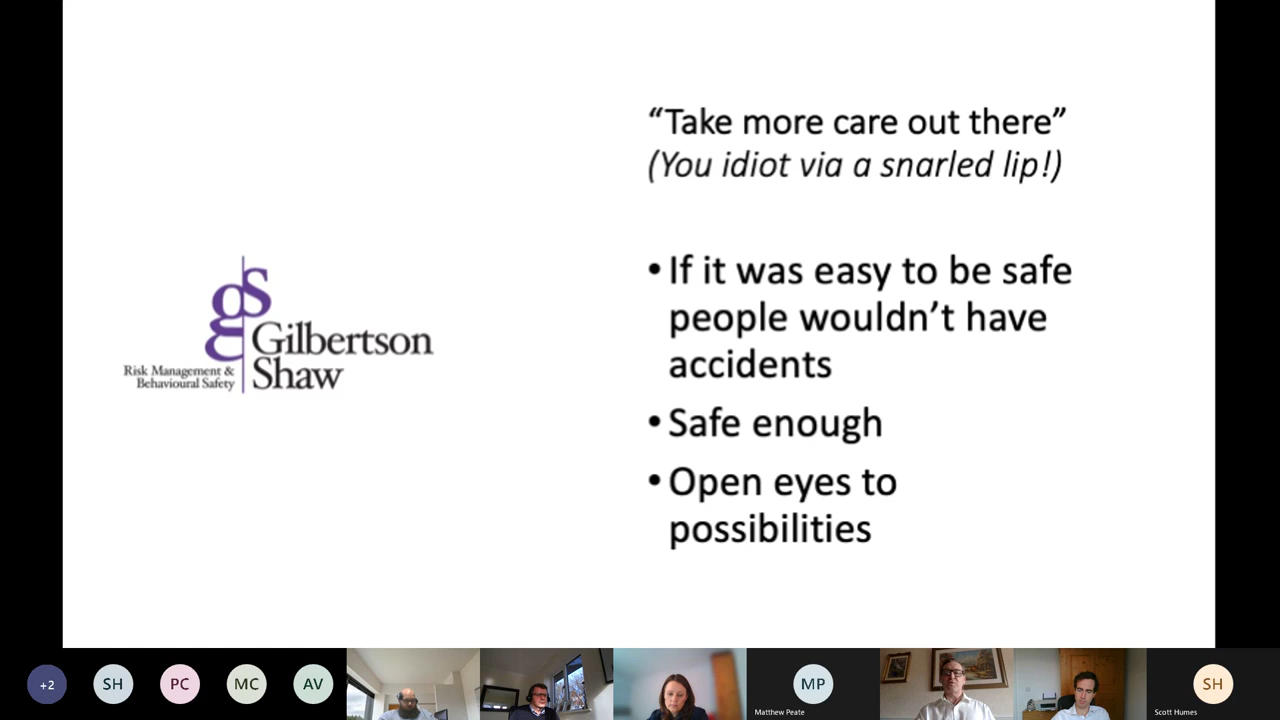 “Take more care out there”
(You idiot via a snarled lip!)
• If it was easy to be safe
people wouldn’t have
accidents
• Safe enough
• Open eyes to
possibilities
gs
g
Gilbertson
Shaw
Risk Management &
Behavioural Safety
+2
SH
PC
MC
AV
MP
Matthew Peate
SH
Scott Humes